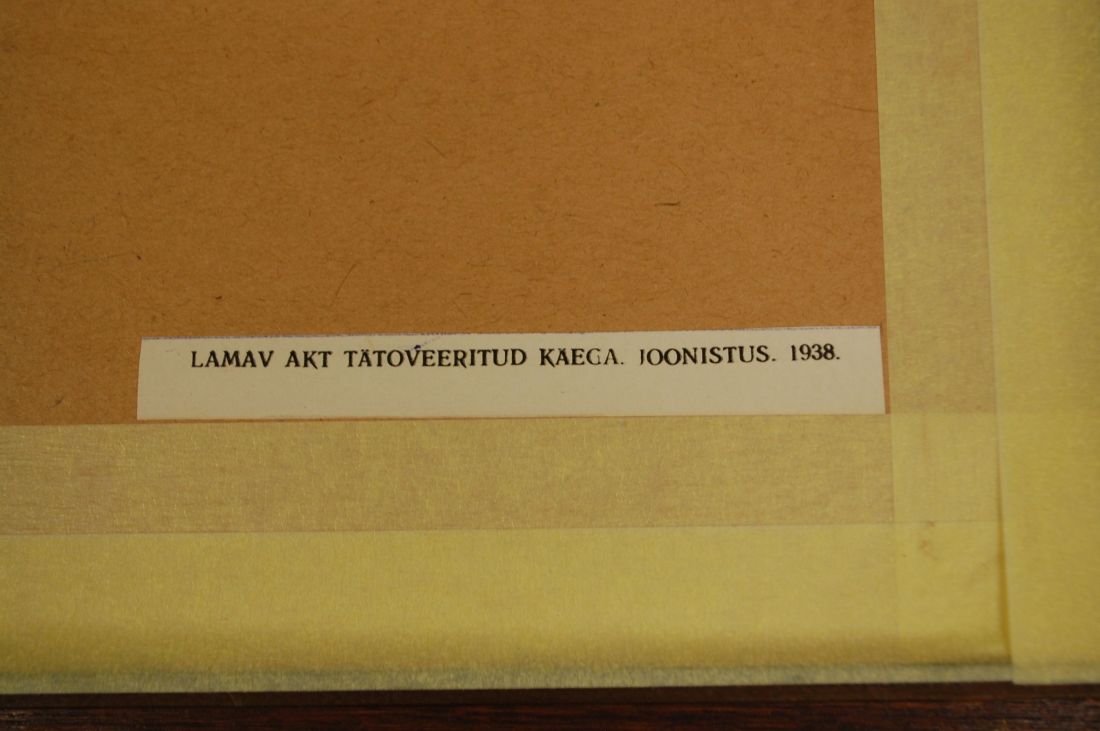 LAMAV AKT TÄTOVEERITUD KÄEGA. JOONISTUS. 1938.